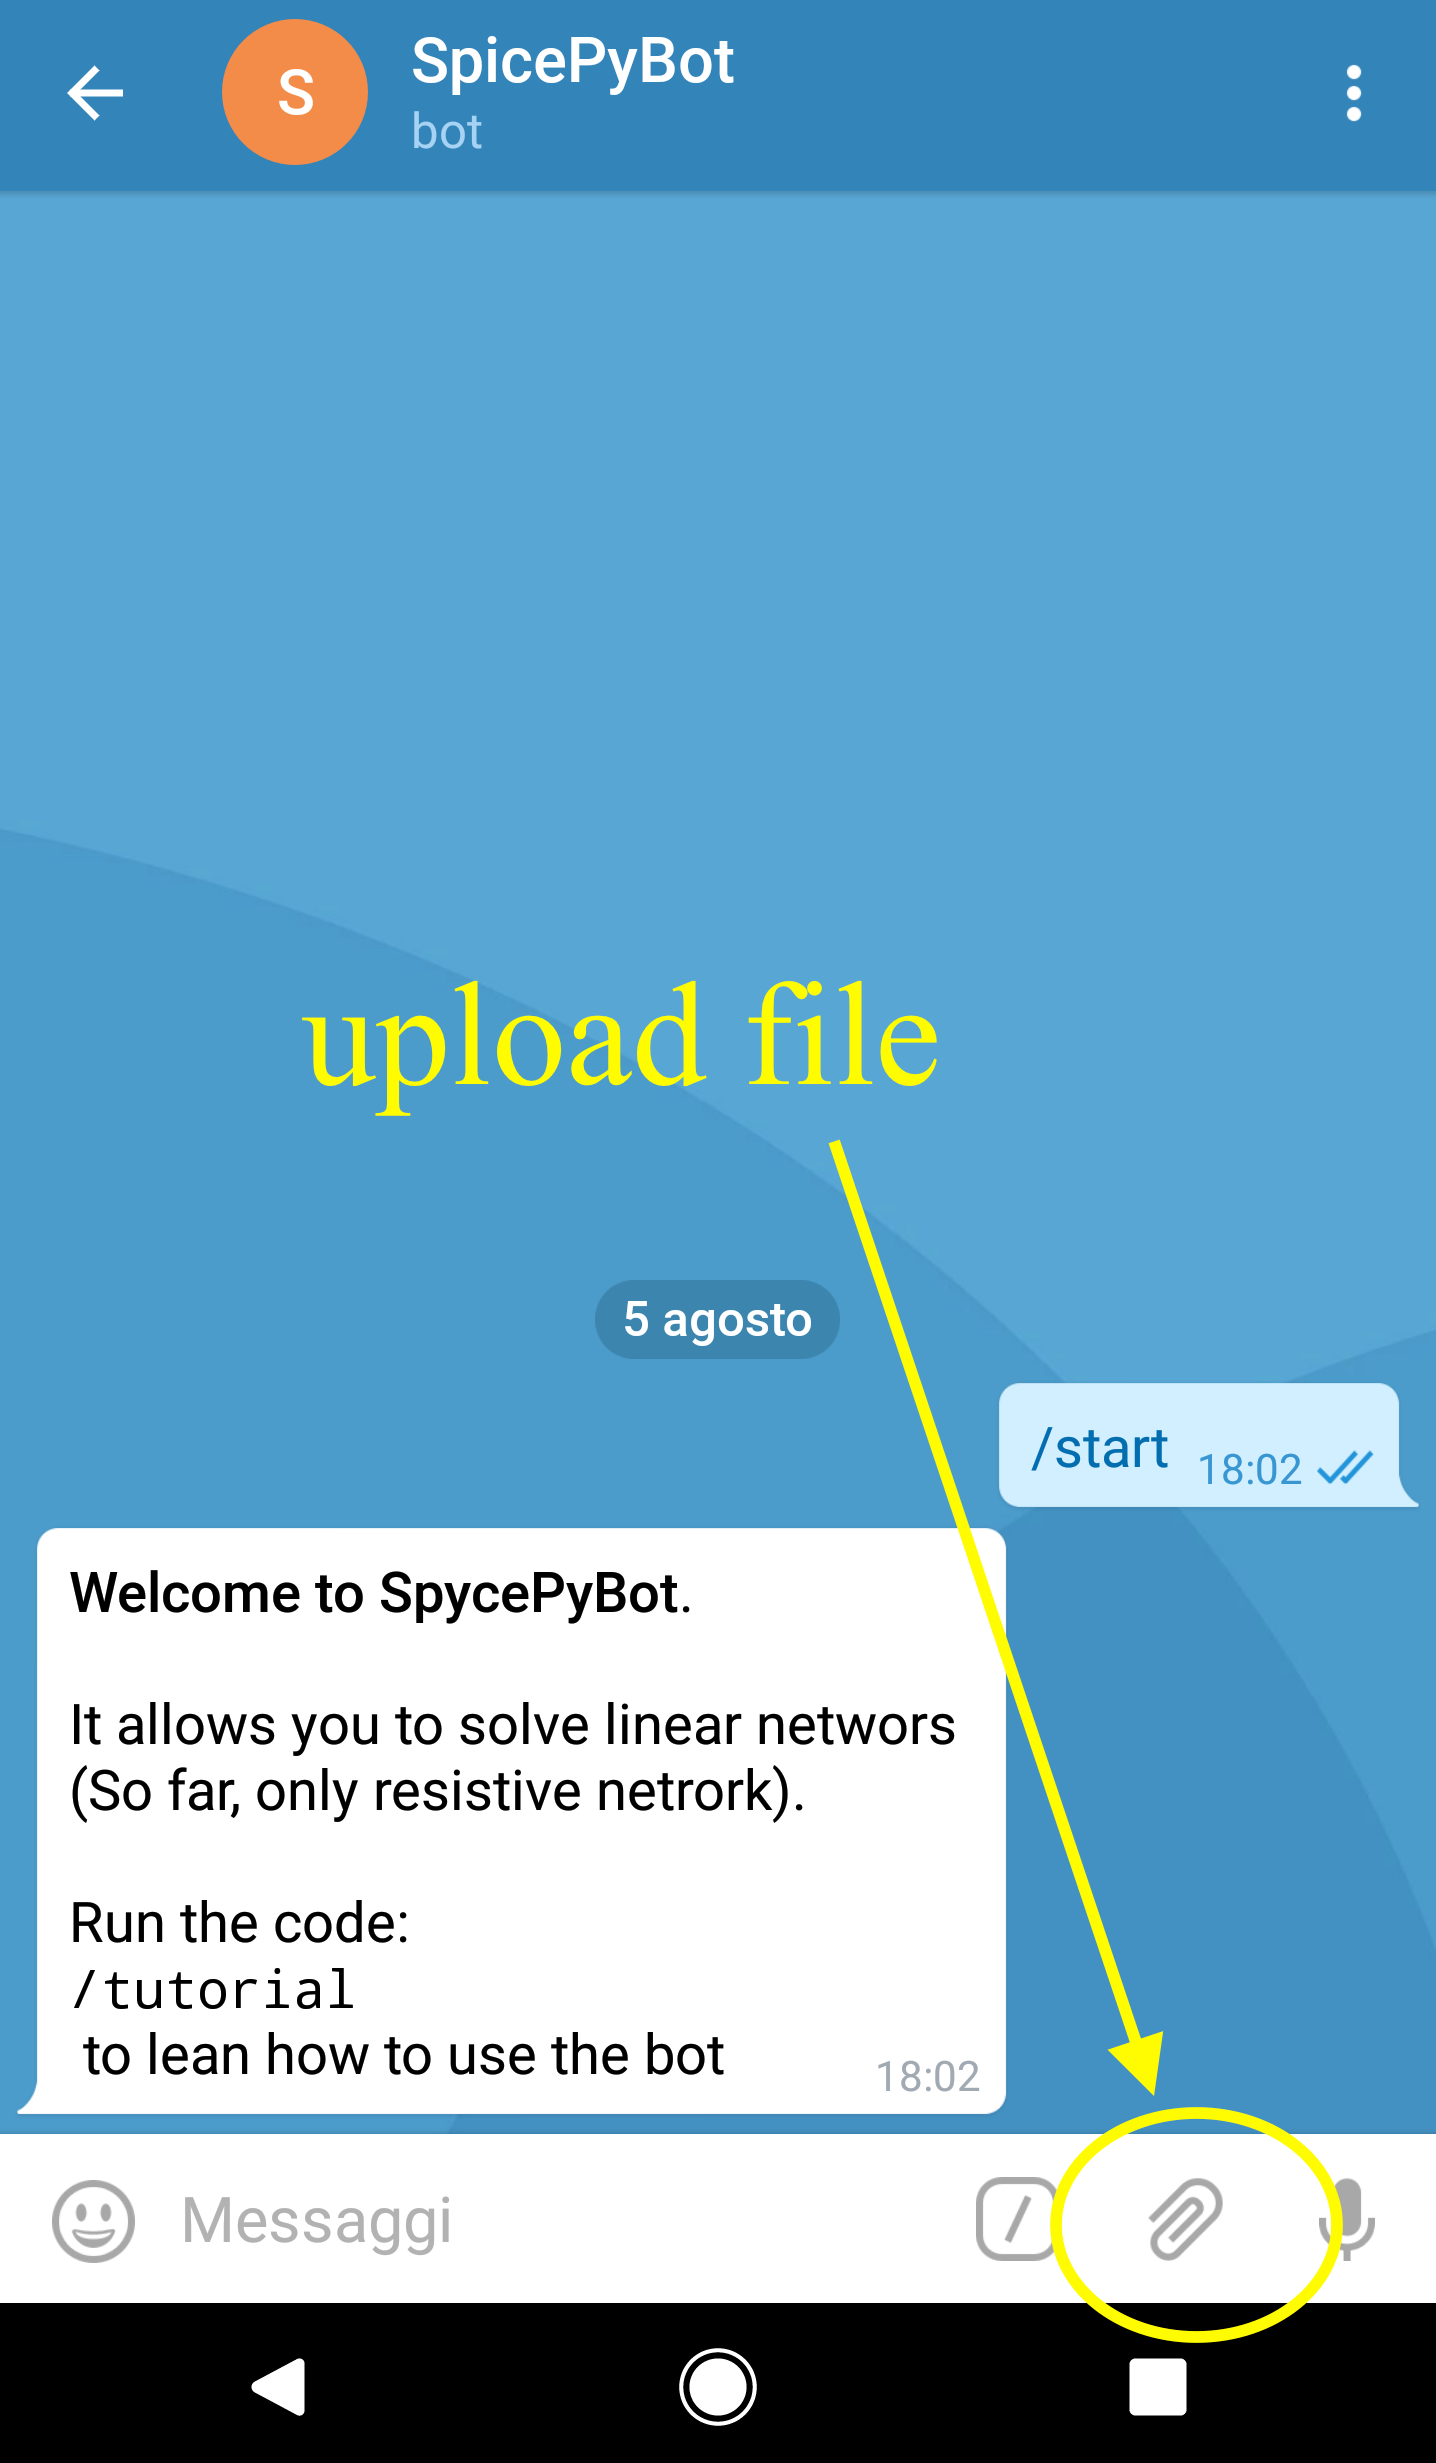 S
SpicePyBot
bot
upload file
5 agosto
/start 18:02
Welcome to SpycePyBot.
It allows you to solve linear networs
(So far, only resistive netrork).
Run the code:
/tutorial
to lean how to use the bot
18:02
Messaggi
/